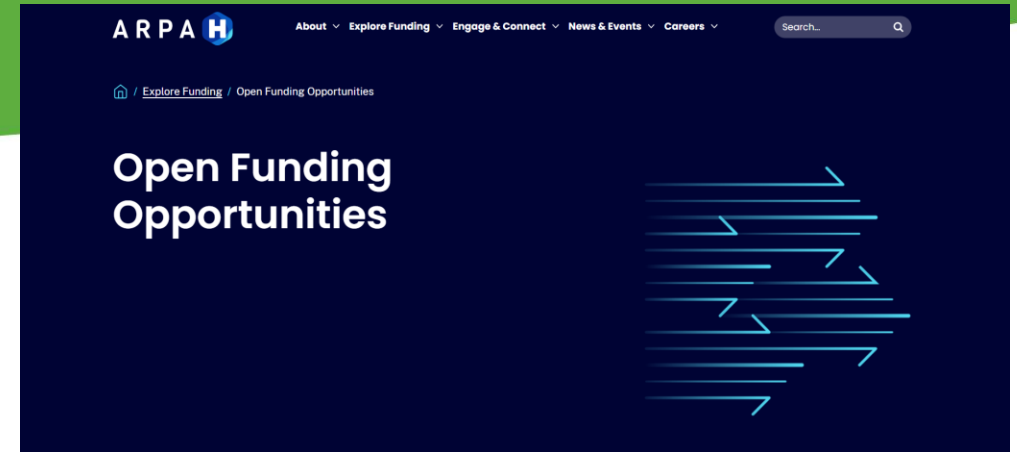 ARPA H About Explore Funding Engage & Connect News & Events Careers Search...
/ Explore Funding / Open Funding Opportunities
Open Funding
Opportunities